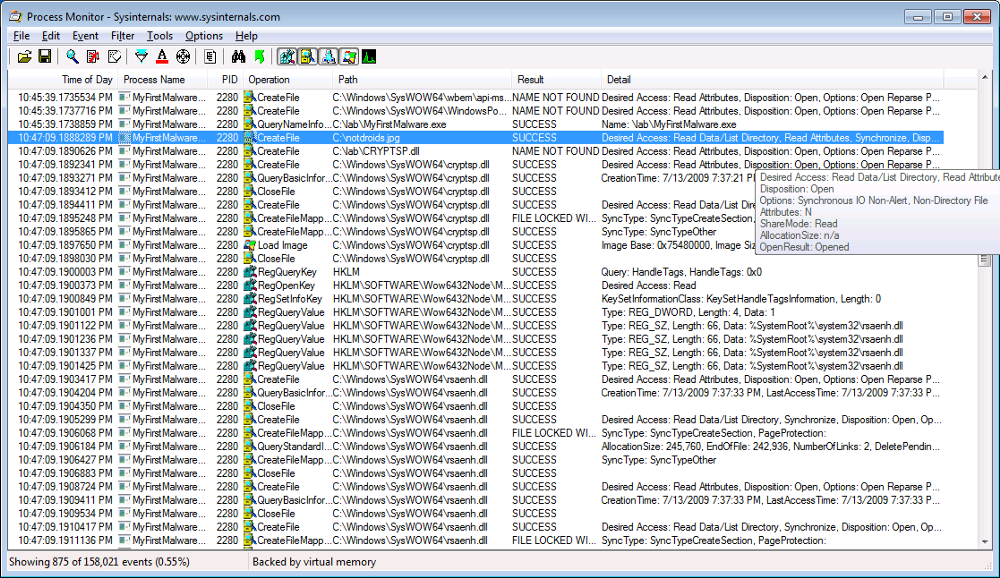 Process Monitor - Sysinternals: www.sysinternals.com
File Edit Event Filter Tools Options Help
Time of Day Process Name PID Operation Path Result Detail
10:45:39.1735534 PM MyFirstMalware... 2280 CreateFile C:\Windows\SysWOW64\wbem\api-ms... NAME NOT FOUND Desired Access: Read Attributes, Disposition: Open, Options: Open Reparse P...
10:45:39.1737716 PM MyFirstMalware... 2280 CreateFile C:\Windows\SysWOW64\WindowsPo... NAME NOT FOUND Desired Access: Read Attributes, Disposition: Open, Options: Open Reparse P...
10:45:39.1738859 PM MyFirstMalware... 2280 QueryNameInfo... C:\lab\MyFirstMalware.exe SUCCESS Name: \lab\MyFirstMalware.exe
10:47:09.1888289 PM MyFirstMalware... 2280 CreateFile C:\notdroids.jpg SUCCESS Desired Access: Read Data/List Directory, Read Attributes, Synchronize, Disp...
10:47:09.1890626 PM MyFirstMalware... 2280 CreateFile C:\lab\CRYPTSP.dll NAME NOT FOUND Desired Access: Read Attributes, Disposition: Open, Options: Open Reparse P...
10:47:09.1892341 PM MyFirstMalware... 2280 CreateFile C:\Windows\SysWOW64\cryptsp.dll SUCCESS Desired Access: Read Attributes, Disposition: Open, Options: Open Reparse P...
10:47:09.1893271 PM MyFirstMalware... 2280 QueryBasicInfor... C:\Windows\SysWOW64\cryptsp.dll SUCCESS CreationTime: 7/13/2009 7:37:21 P
10:47:09.1893412 PM MyFirstMalware... 2280 CloseFile C:\Windows\SysWOW64\cryptsp.dll SUCCESS
10:47:09.1894411 PM MyFirstMalware... 2280 CreateFile C:\Windows\SysWOW64\cryptsp.dll SUCCESS Desired Access: Read Data/List Dire
10:47:09.1895248 PM MyFirstMalware... 2280 CreateFileMapp... C:\Windows\SysWOW64\cryptsp.dll FILE LOCKED WI... SyncType: SyncTypeCreateSection,
10:47:09.1895865 PM MyFirstMalware... 2280 CreateFileMapp... C:\Windows\SysWOW64\cryptsp.dll SUCCESS SyncType: SyncTypeOther
10:47:09.1897650 PM MyFirstMalware... 2280 Load Image C:\Windows\SysWOW64\cryptsp.dll SUCCESS Image Base: 0x75480000, Image Siz
10:47:09.1898030 PM MyFirstMalware... 2280 CloseFile C:\Windows\SysWOW64\cryptsp.dll SUCCESS
Desired Access: Read Data/List Directory, Read Attribute
Disposition: Open
Options: Synchronous IO Non-Alert, Non-Directory File
Attributes: N
ShareMode: Read
AllocationSize: n/a
OpenResult: Opened
10:47:09.1900003 PM MyFirstMalware... 2280 RegQueryKey HKLM SUCCESS Query: HandleTags, HandleTags: 0x0
10:47:09.1900373 PM MyFirstMalware... 2280 RegOpenKey HKLM\SOFTWARE\Wow6432Node\M... SUCCESS Desired Access: Read
10:47:09.1900849 PM MyFirstMalware... 2280 RegSetInfoKey HKLM\SOFTWARE\Wow6432Node\M... SUCCESS KeySetInformationClass: KeySetHandleTagsInformation, Length: 0
10:47:09.1901001 PM MyFirstMalware... 2280 RegQueryValue HKLM\SOFTWARE\Wow6432Node\M... SUCCESS Type: REG_DWORD, Length: 4, Data: 1
10:47:09.1901122 PM MyFirstMalware... 2280 RegQueryValue HKLM\SOFTWARE\Wow6432Node\M... SUCCESS Type: REG_SZ, Length: 66, Data: %SystemRoot%\system32\rsaenh.dll
10:47:09.1901236 PM MyFirstMalware... 2280 RegQueryValue HKLM\SOFTWARE\Wow6432Node\M... SUCCESS Type: REG_SZ, Length: 66, Data: %SystemRoot%\system32\rsaenh.dll
10:47:09.1901337 PM MyFirstMalware... 2280 RegQueryValue HKLM\SOFTWARE\Wow6432Node\M... SUCCESS Type: REG_SZ, Length: 66, Data: %SystemRoot%\system32\rsaenh.dll
10:47:09.1901425 PM MyFirstMalware... 2280 RegQueryValue HKLM\SOFTWARE\Wow6432Node\M... SUCCESS Type: REG_SZ, Length: 66, Data: %SystemRoot%\system32\rsaenh.dll
10:47:09.1903417 PM MyFirstMalware... 2280 CreateFile C:\Windows\SysWOW64\rsaenh.dll SUCCESS Desired Access: Read Attributes, Disposition: Open, Options: Open Reparse P...
10:47:09.1904204 PM MyFirstMalware... 2280 QueryBasicInfor... C:\Windows\SysWOW64\rsaenh.dll SUCCESS CreationTime: 7/13/2009 7:37:33 PM, LastAccessTime: 7/13/2009 7:37:33 P...
10:47:09.1904350 PM MyFirstMalware... 2280 CloseFile C:\Windows\SysWOW64\rsaenh.dll SUCCESS
10:47:09.1905299 PM MyFirstMalware... 2280 CreateFile C:\Windows\SysWOW64\rsaenh.dll SUCCESS Desired Access: Read Data/List Directory, Synchronize, Disposition: Open, Op...
10:47:09.1906068 PM MyFirstMalware... 2280 CreateFileMapp... C:\Windows\SysWOW64\rsaenh.dll FILE LOCKED WI... SyncType: SyncTypeCreateSection, PageProtection:
10:47:09.1906184 PM MyFirstMalware... 2280 QueryStandardI... C:\Windows\SysWOW64\rsaenh.dll SUCCESS AllocationSize: 245,760, EndOfFile: 242,936, NumberOfLinks: 2, DeletePendin...
10:47:09.1906427 PM MyFirstMalware... 2280 CreateFileMapp... C:\Windows\SysWOW64\rsaenh.dll SUCCESS SyncType: SyncTypeOther
10:47:09.1906883 PM MyFirstMalware... 2280 CloseFile C:\Windows\SysWOW64\rsaenh.dll SUCCESS
10:47:09.1908724 PM MyFirstMalware... 2280 CreateFile C:\Windows\SysWOW64\rsaenh.dll SUCCESS Desired Access: Read Attributes, Disposition: Open, Options: Open Reparse P...
10:47:09.1909411 PM MyFirstMalware... 2280 QueryBasicInfor... C:\Windows\SysWOW64\rsaenh.dll SUCCESS CreationTime: 7/13/2009 7:37:33 PM, LastAccessTime: 7/13/2009 7:37:33 P...
10:47:09.1909534 PM MyFirstMalware... 2280 CloseFile C:\Windows\SysWOW64\rsaenh.dll SUCCESS
10:47:09.1910417 PM MyFirstMalware... 2280 CreateFile C:\Windows\SysWOW64\rsaenh.dll SUCCESS Desired Access: Read Data/List Directory, Synchronize, Disposition: Open, Op...
10:47:09.1911136 PM MyFirstMalware... 2280 CreateFileMapp... C:\Windows\SysWOW64\rsaenh.dll FILE LOCKED WI... SyncType: SyncTypeCreateSection, PageProtection:
Showing 875 of 158,021 events (0.55%) Backed by virtual memory